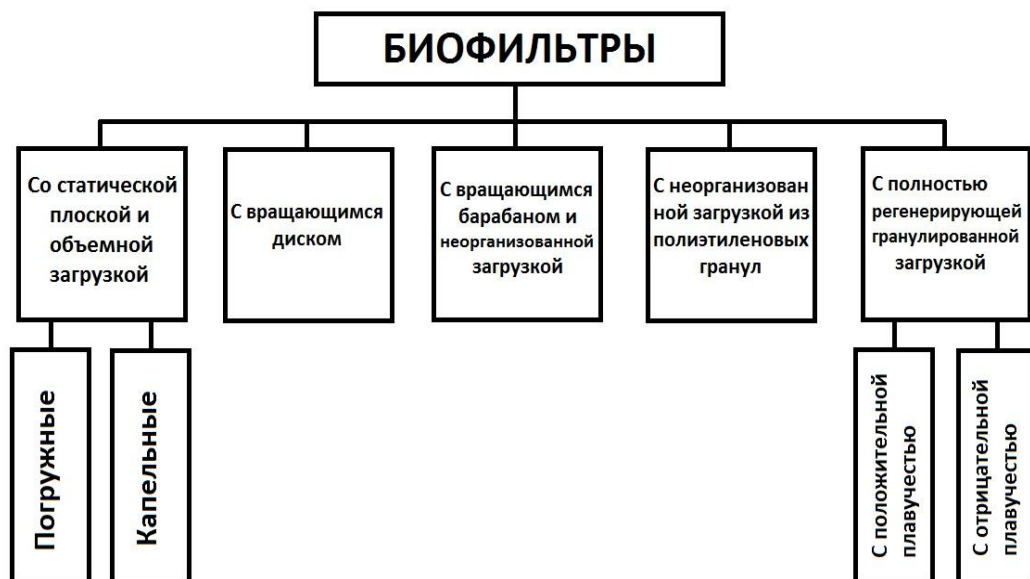 БИОФИЛЬТРЫ
Со статической
плоской и
объемной
загрузкой
С вращающимся
диском
С вращающимся
барабаном и
неорганизованной
загрузкой
С неорганизован
ной загрузкой из
полиэтиленовых
гранул
С полностью
регенерирующей
гранулированной
загрузкой
Погружные
Капельные
С положительной
плавучестью
С отрицательной
плавучестью